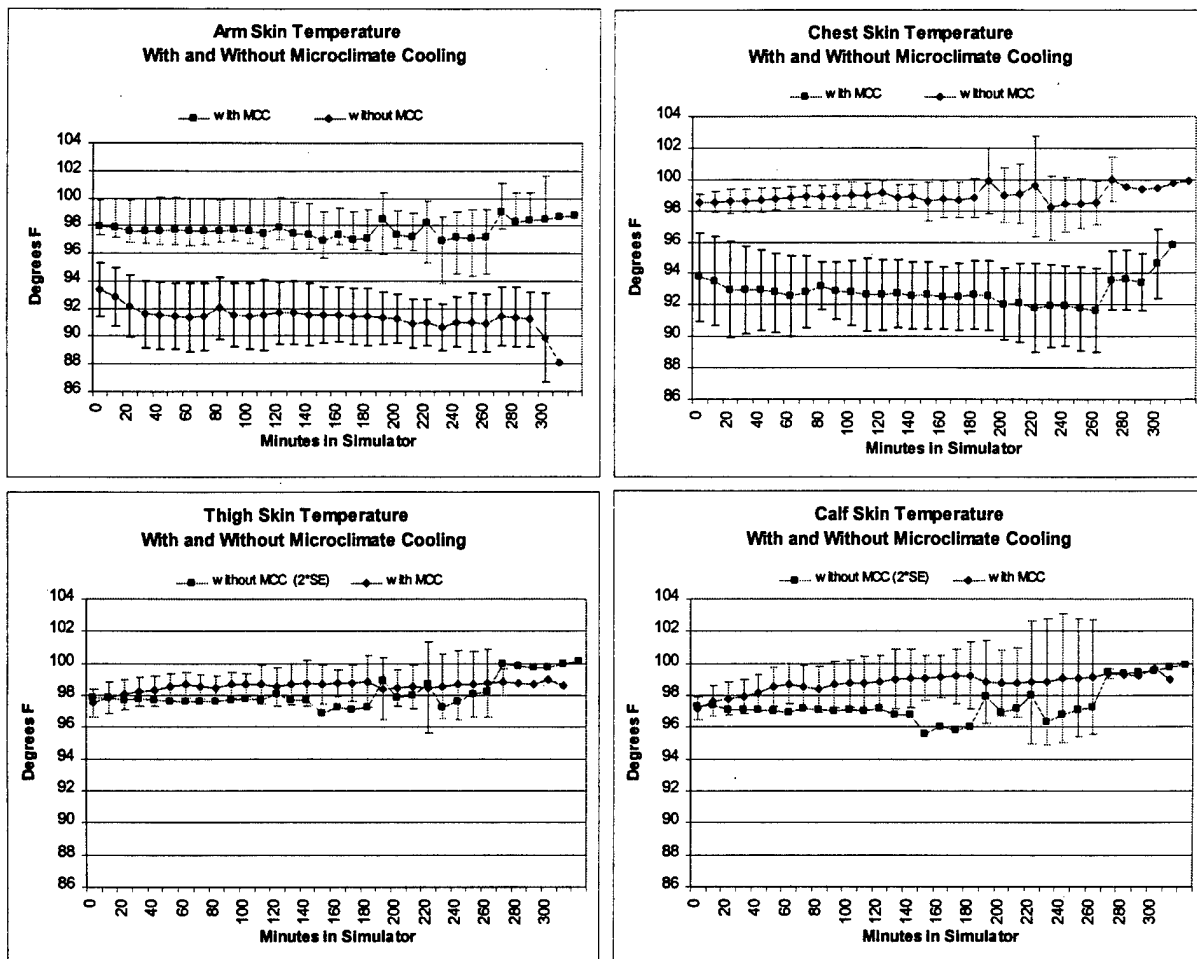 Arm Skin Temperature
With and Without Microclimate Cooling
with MCC without MCC
104
102
100
98
96
94
92
90
88
86
Degrees F
0 20 40 60 80 100 120 140 160 180 200 220 240 260 280 300
Minutes in Simulator
Chest Skin Temperature
With and Without Microclimate Cooling
with MCC without MCC
104
102
100
98
96
94
92
90
88
86
Degrees F
0 20 40 60 80 100 120 140 160 180 200 220 240 260 280 300
Minutes in Simulator
Thigh Skin Temperature
With and Without Microclimate Cooling
without MCC (2*SE) with MCC
104
102
100
98
96
94
92
90
88
86
Degrees F
0 20 40 60 80 100 120 140 160 180 200 220 240 260 280 300
Minutes in Simulator
Calf Skin Temperature
With and Without Microclimate Cooling
without MCC (2*SE) with MCC
104
102
100
98
96
94
92
90
88
86
Degrees F
0 20 40 60 80 100 120 140 160 180 200 220 240 260 280 300
Minutes in Simulator